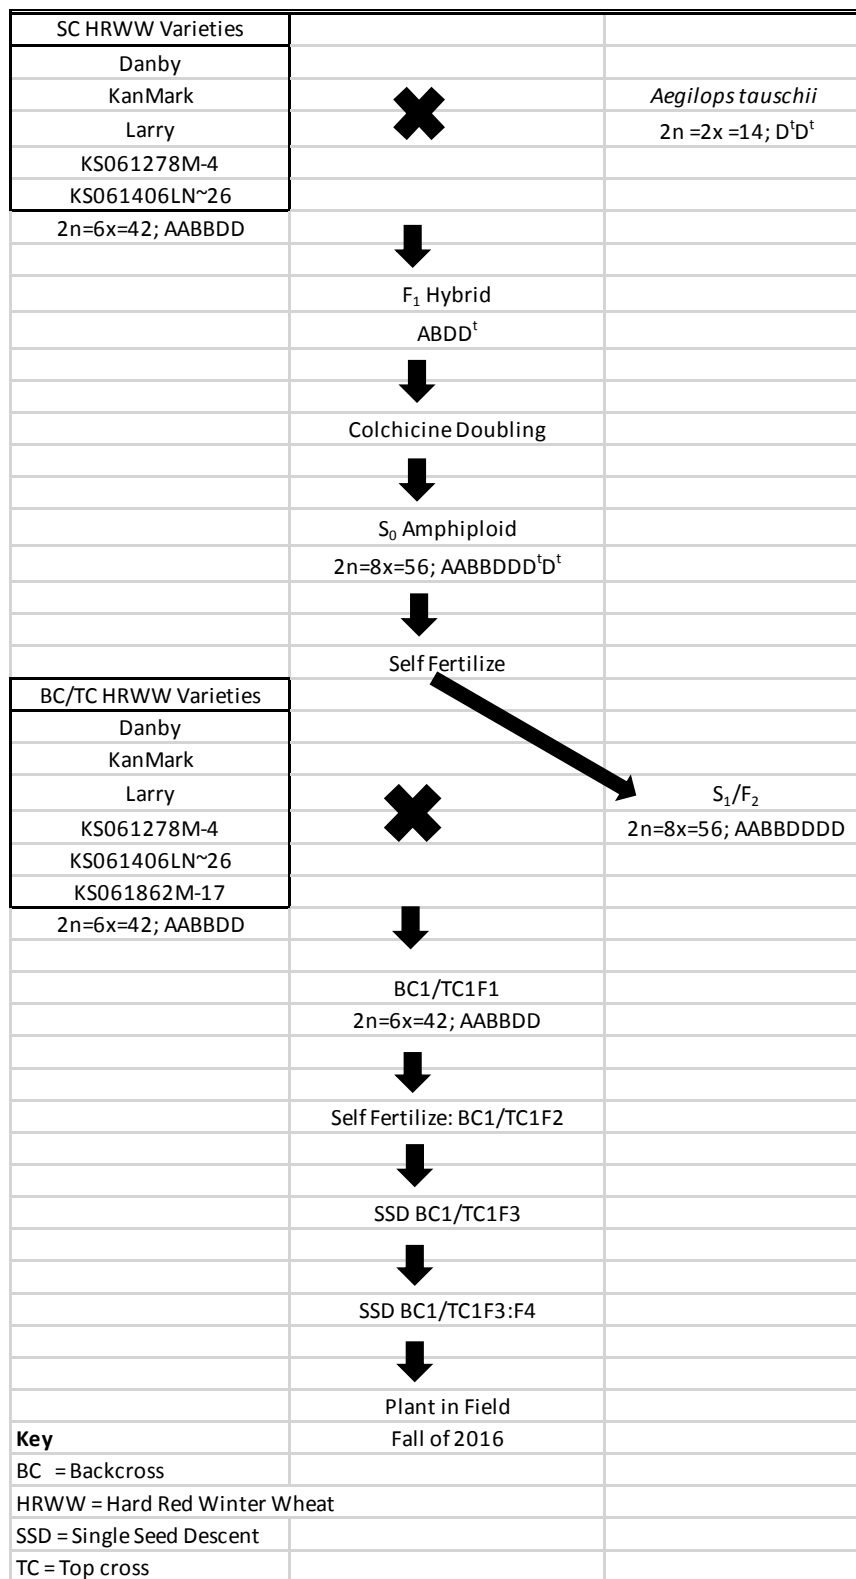 SC HRWW Varieties
Danby
KanMark
Larry
KS061278M-4
KS061406LN~26
2n=6x=42; AABBDD
Aegilops tauschii
2n =2x =14; DᵗDᵗ
F₁ Hybrid
ABDDᵗ
Colchicine Doubling
S₀ Amphiploid
2n=8x=56; AABBDDDᵗDᵗ
Self Fertilize
BC/TC HRWW Varieties
Danby
KanMark
Larry
KS061278M-4
KS061406LN~26
KS061862M-17
2n=6x=42; AABBDD
S₁/F₂
2n=8x=56; AABBDDDD
BC1/TC1F1
2n=6x=42; AABBDD
Self Fertilize: BC1/TC1F2
SSD BC1/TC1F3
SSD BC1/TC1F3:F4
Plant in Field
Fall of 2016
Key
BC = Backcross
HRWW = Hard Red Winter Wheat
SSD = Single Seed Descent
TC = Top cross